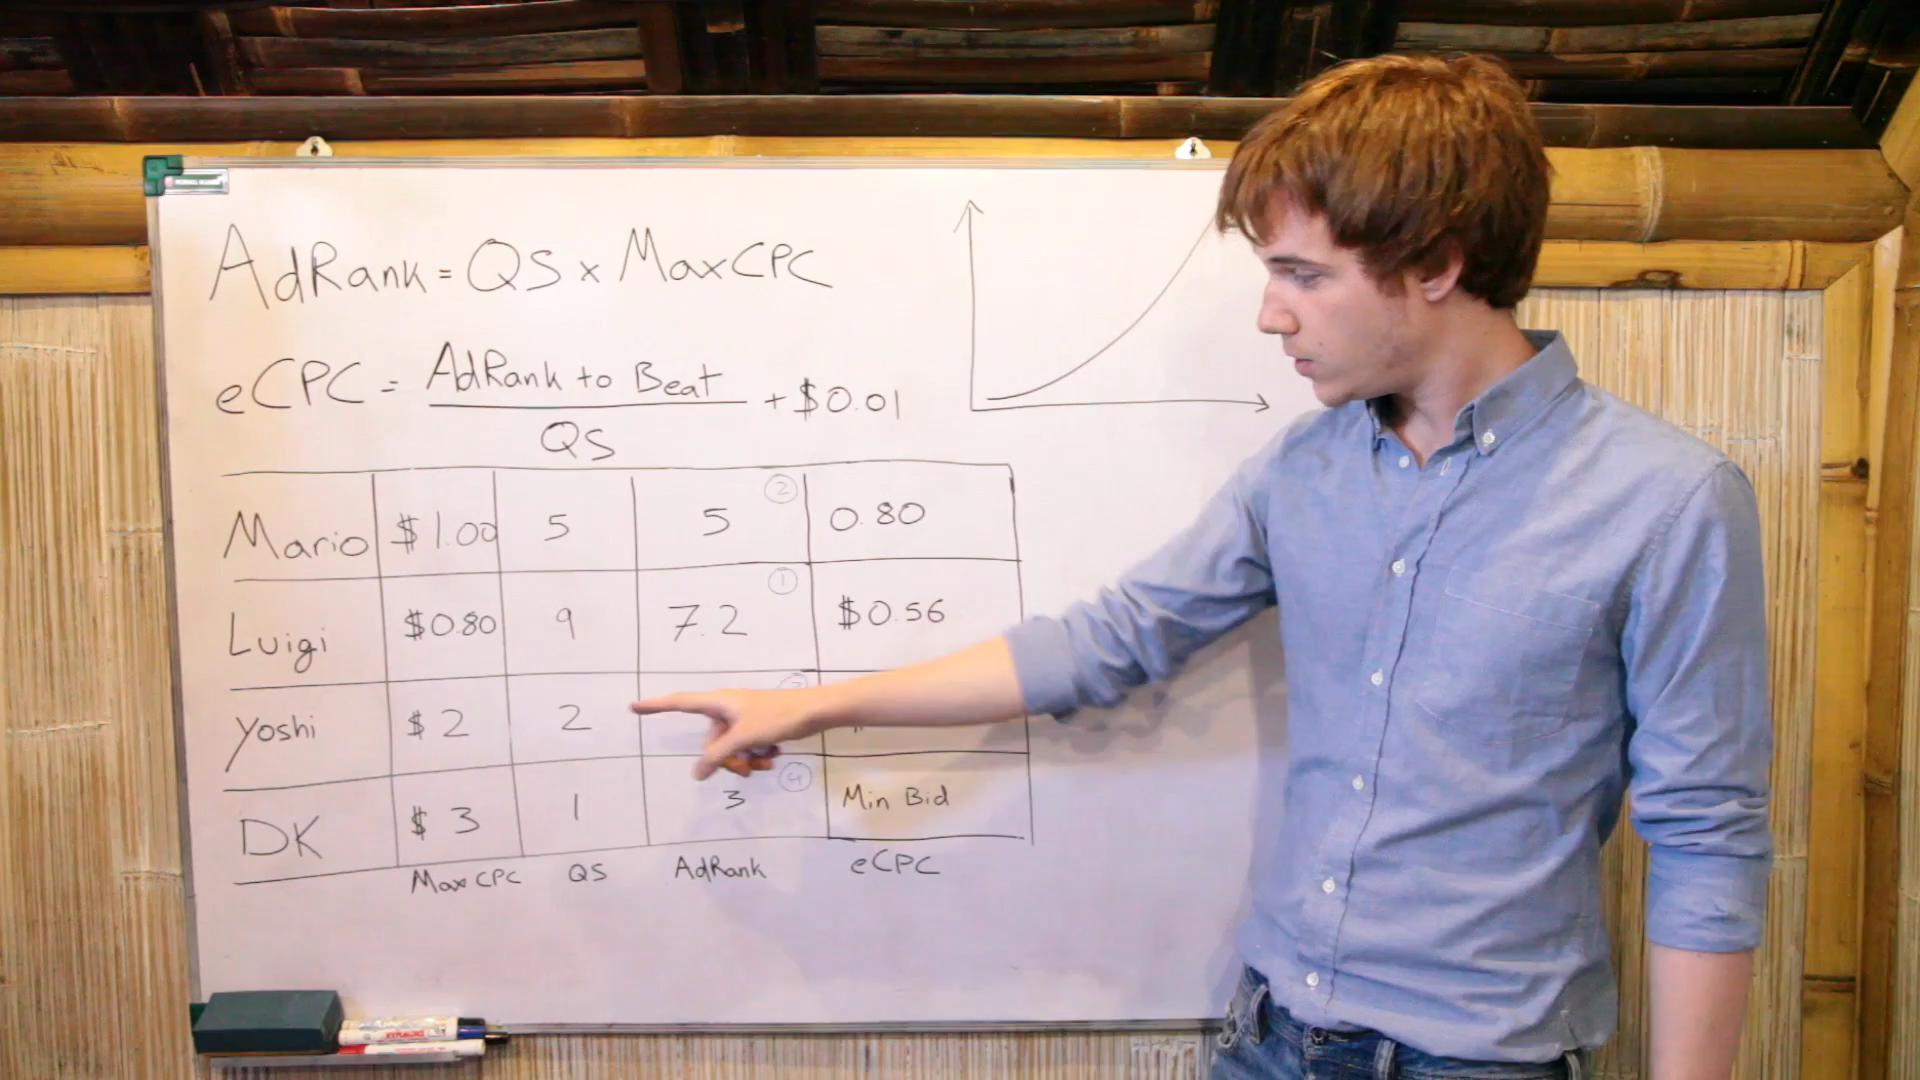 AdRank = QS x MaxCPC
eCPC = AdRank to Beat / QS + $0.01
Mario $1.00 5 5 2 0.80
Luigi $0.80 9 7.2 1 $0.56
Yoshi $2 2
DK $3 1 3 4 Min Bid
MaxCPC QS AdRank eCPC